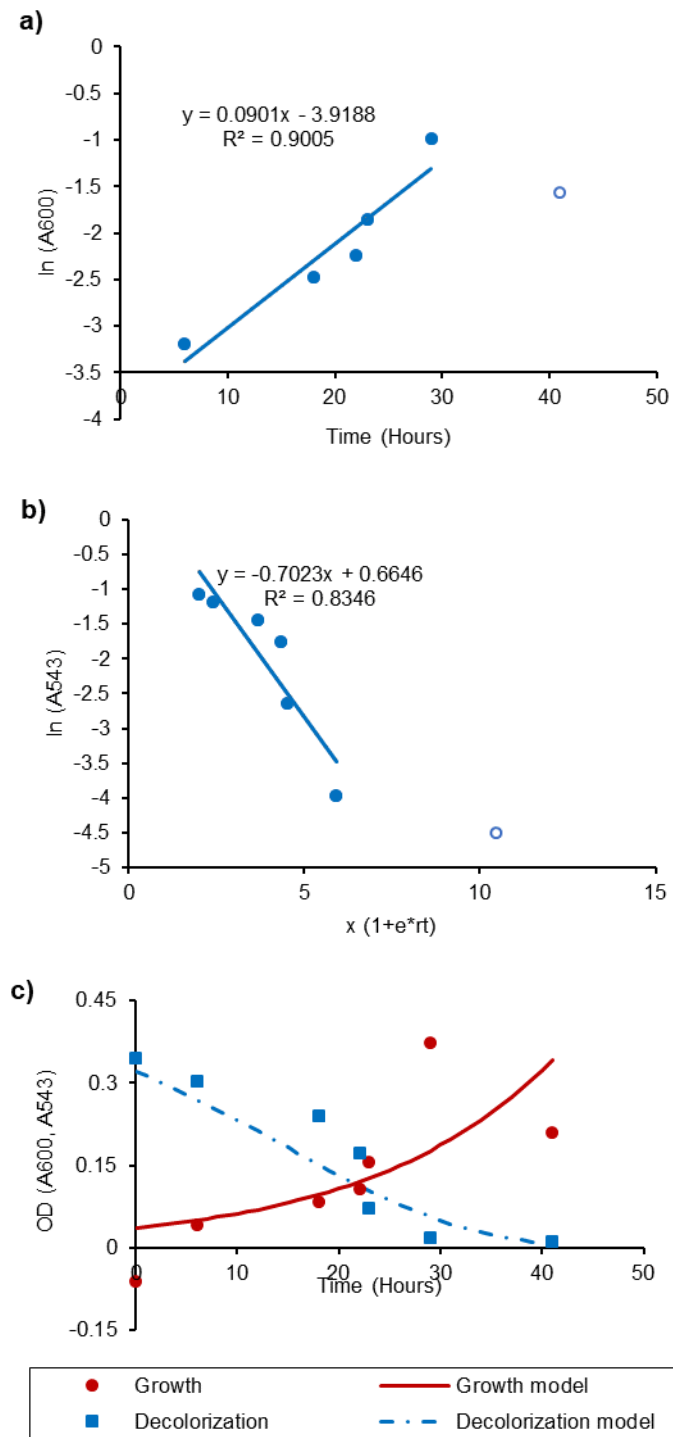 a)
0
-0.5
-1
-1.5
-2
-2.5
-3
-3.5
-4
ln (A600)
y = 0.0901x - 3.9188
R² = 0.9005
0 10 20 30 40 50
Time (Hours)
b)
0
-0.5
-1
-1.5
-2
-2.5
-3
-3.5
-4
-4.5
-5
ln (A543)
y = -0.7023x + 0.6646
R² = 0.8346
0 5 10 15
x (1+e*rt)
c)
0.45
0.3
0.15
0
-0.15
OD (A600, A543)
0 10 20 30 40 50
Time (Hours)
Growth Growth model
Decolorization Decolorization model